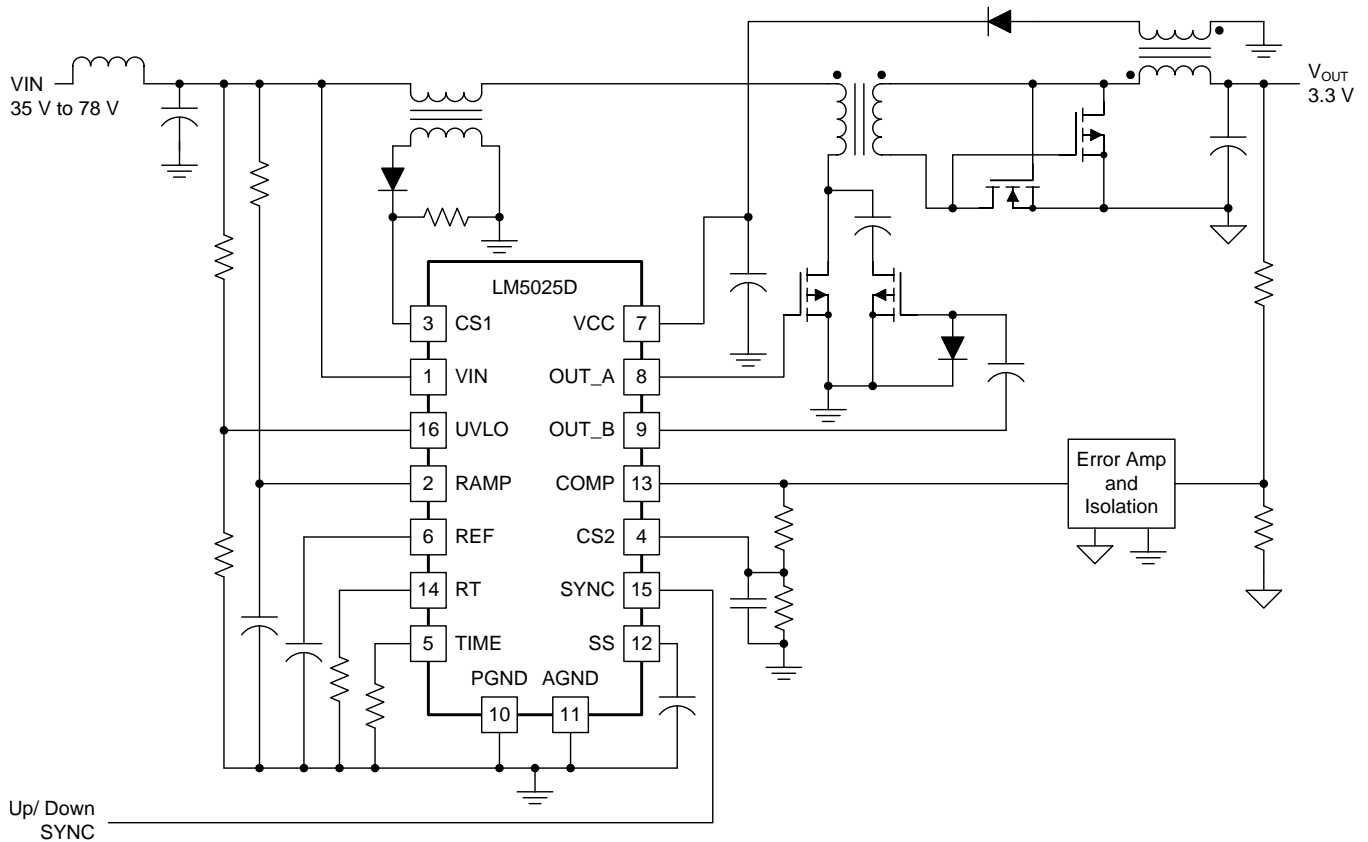 VIN
35 V to 78 V
VOUT
3.3 V
LM5025D
3 CS1
VCC 7
1 VIN
OUT_A 8
16 UVLO
OUT_B 9
2 RAMP
COMP 13
6 REF
CS2 4
14 RT
SYNC 15
5 TIME
SS 12
PGND AGND
10 11
Error Amp
and
Isolation
Up/ Down
SYNC